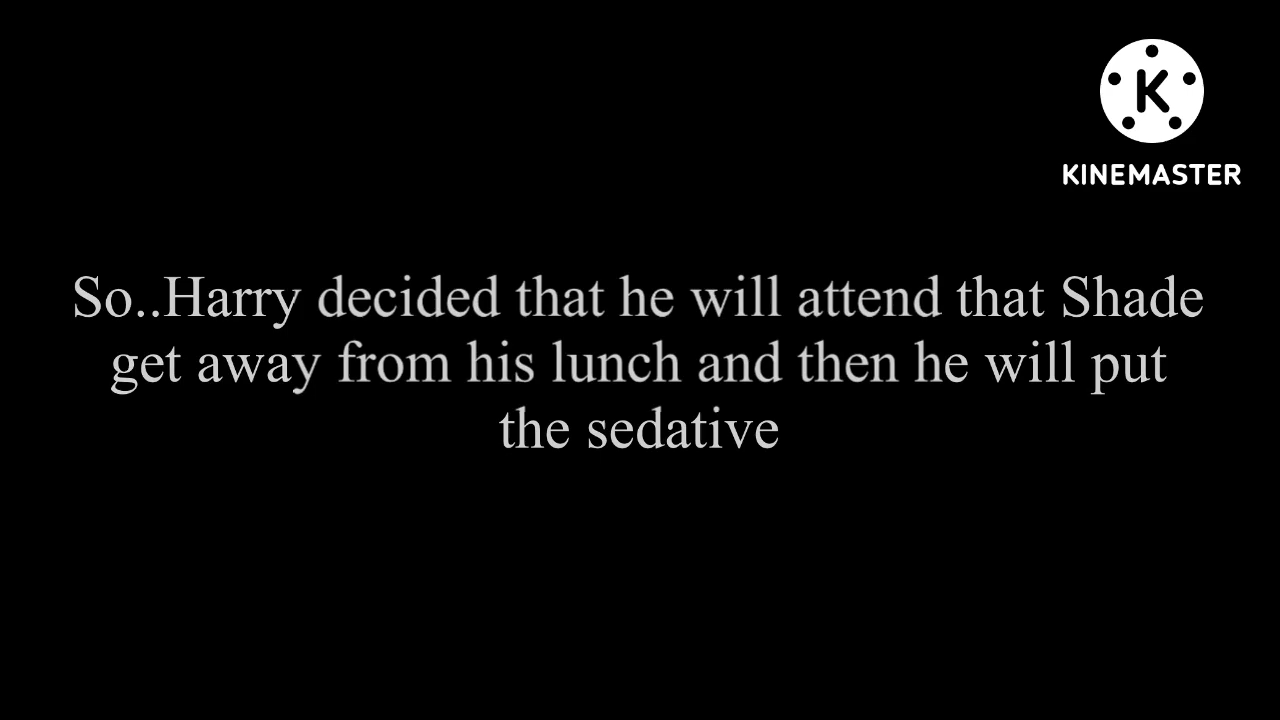 K
KINEMASTER
So..Harry decided that he will attend that Shade
get away from his lunch and then he will put
the sedative